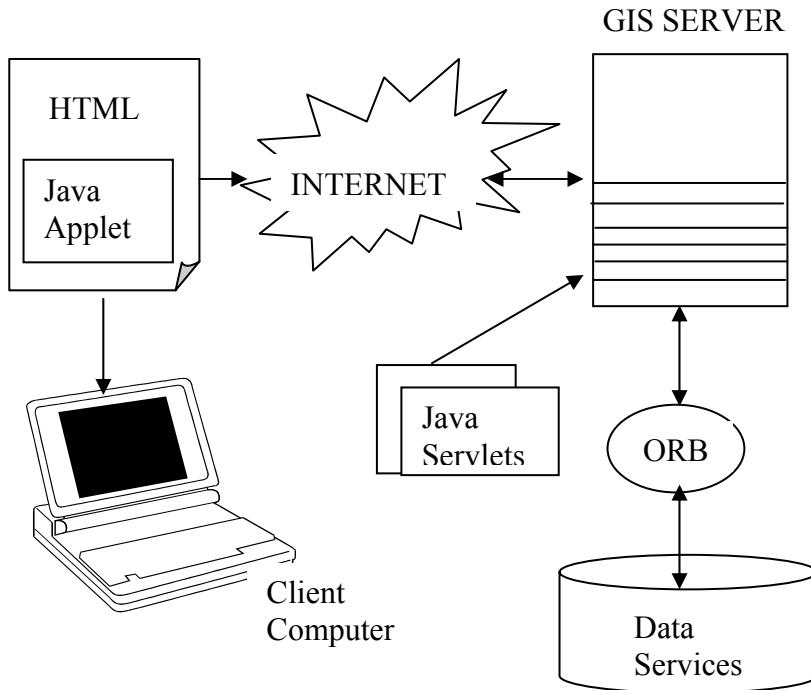 GIS SERVER
HTML
Java
Applet
INTERNET
Java
Servlets
ORB
Client
Computer
Data
Services